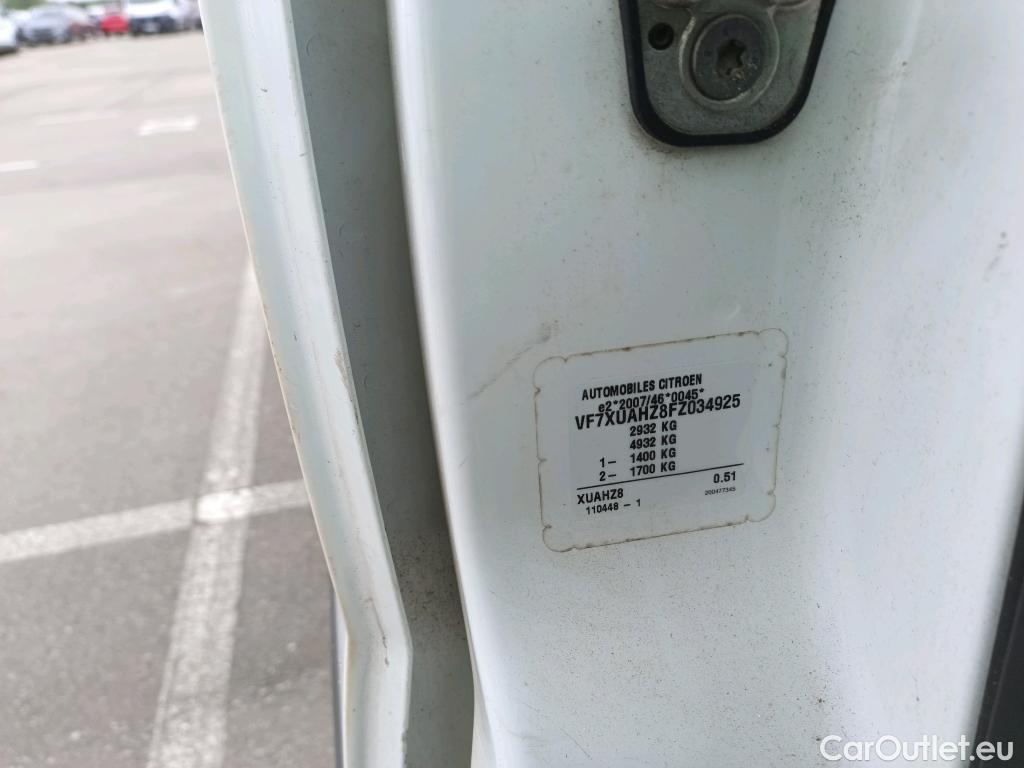 AUTOMOBILES CITROEN
e2*2007/46*0045*
VF7XUAHZ8FZ034925
2932 KG
4932 KG
1- 1400 KG
2- 1700 KG
0.51
XUAHZ8
200477345
110448 - 1
CarOutlet.eu